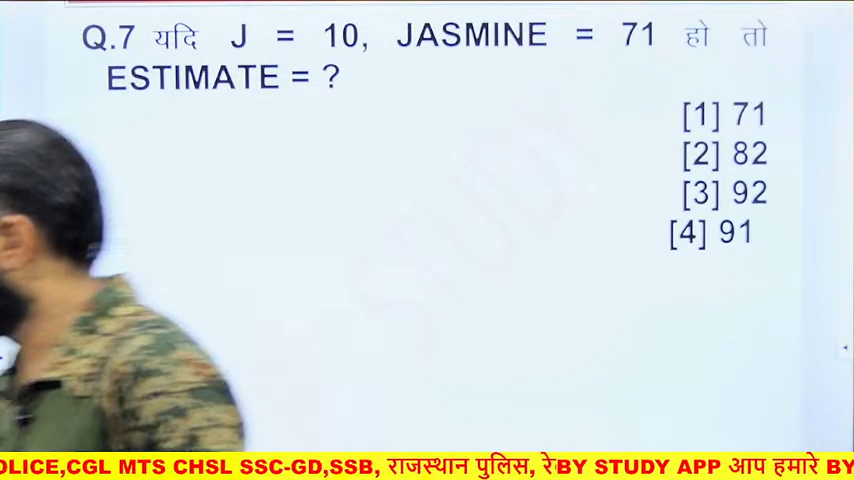 Q.7 यदि J = 10, JASMINE = 71 हो तो
ESTIMATE = ?
[1] 71
[2] 82
[3] 92
[4] 91
STUDY
OLICE,CGL MTS CHSL SSC-GD,SSB, राजस्थान पुलिस, रे BY STUDY APP आप हमारे BY